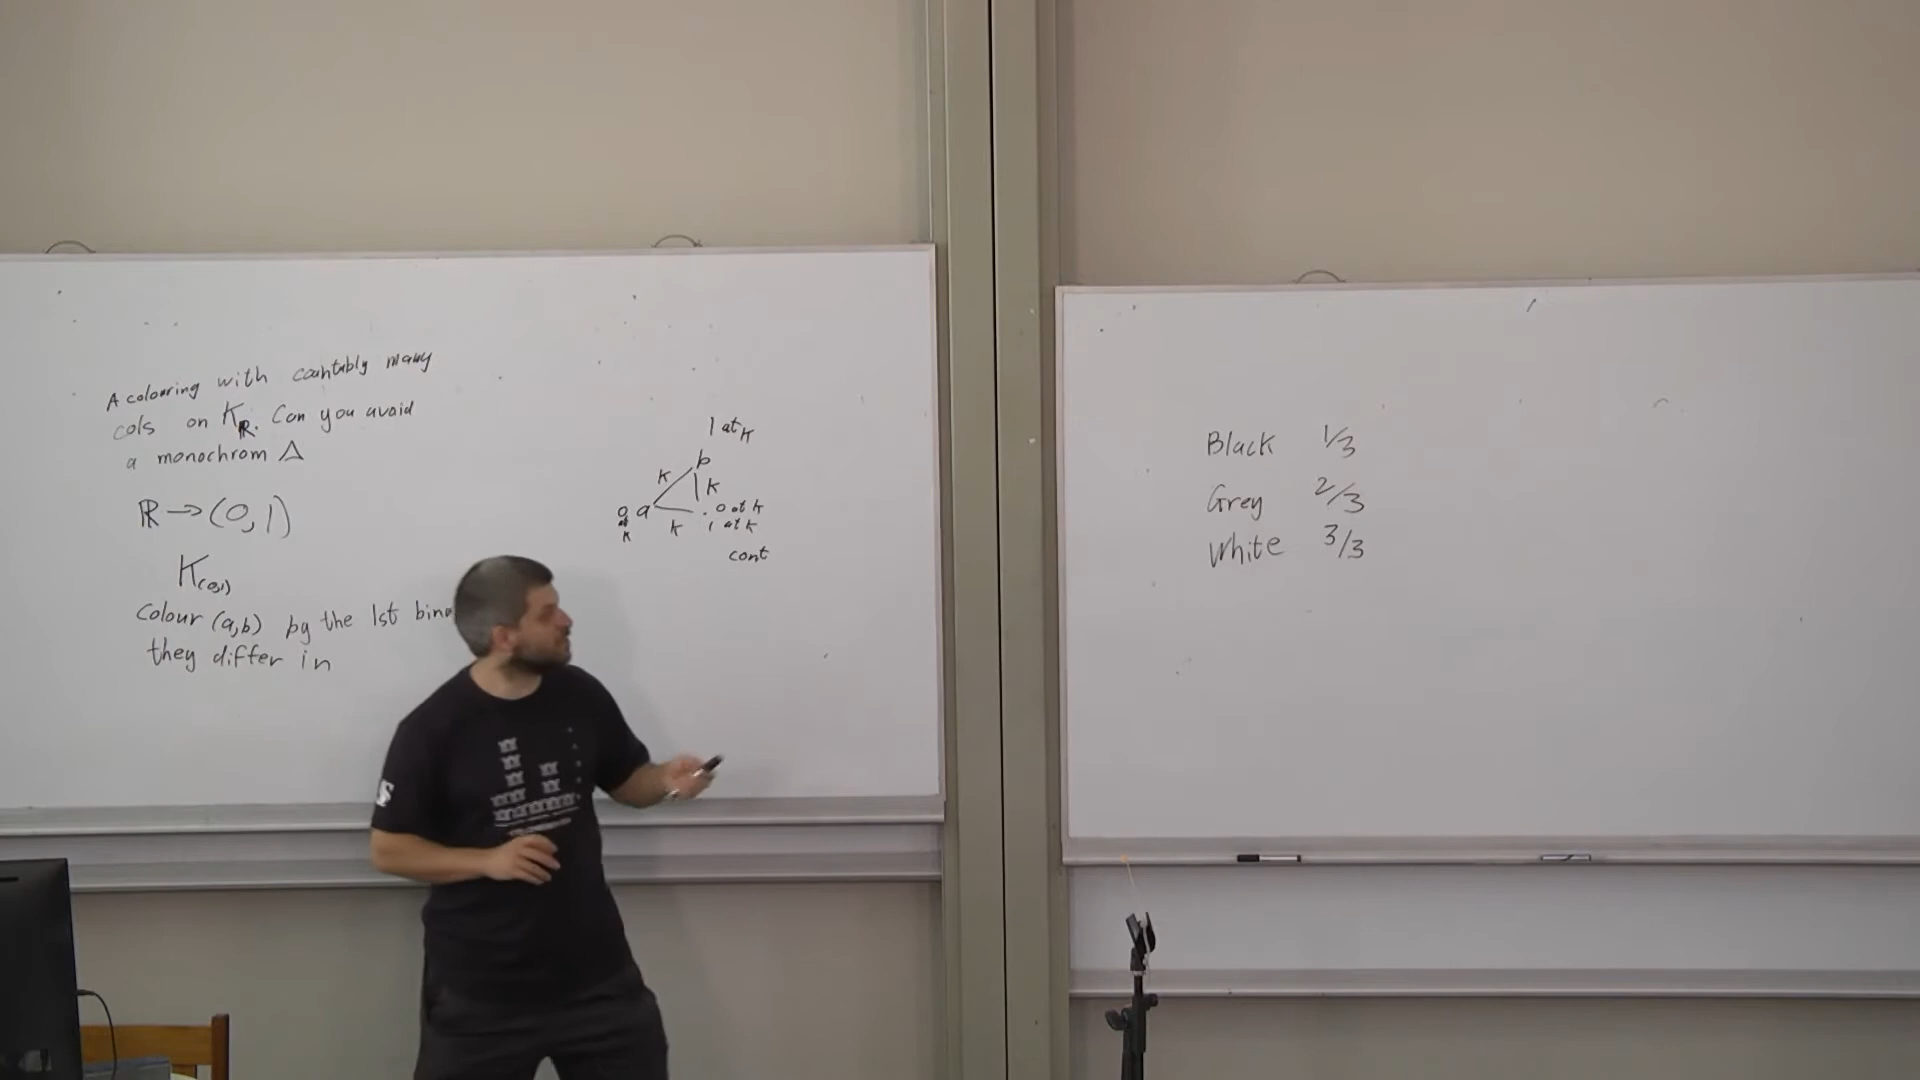 A colouring with countably many
cols on K_R. Can you avoid
a monochrom △
ℝ → (0,1)
K_(0,1)
Colour (a,b) by the 1st
they differ in
1 at k
b
k
k
0 at k
a
k
0 at k
1 at k
cont
Black 1/3
Grey 2/3
White 3/3